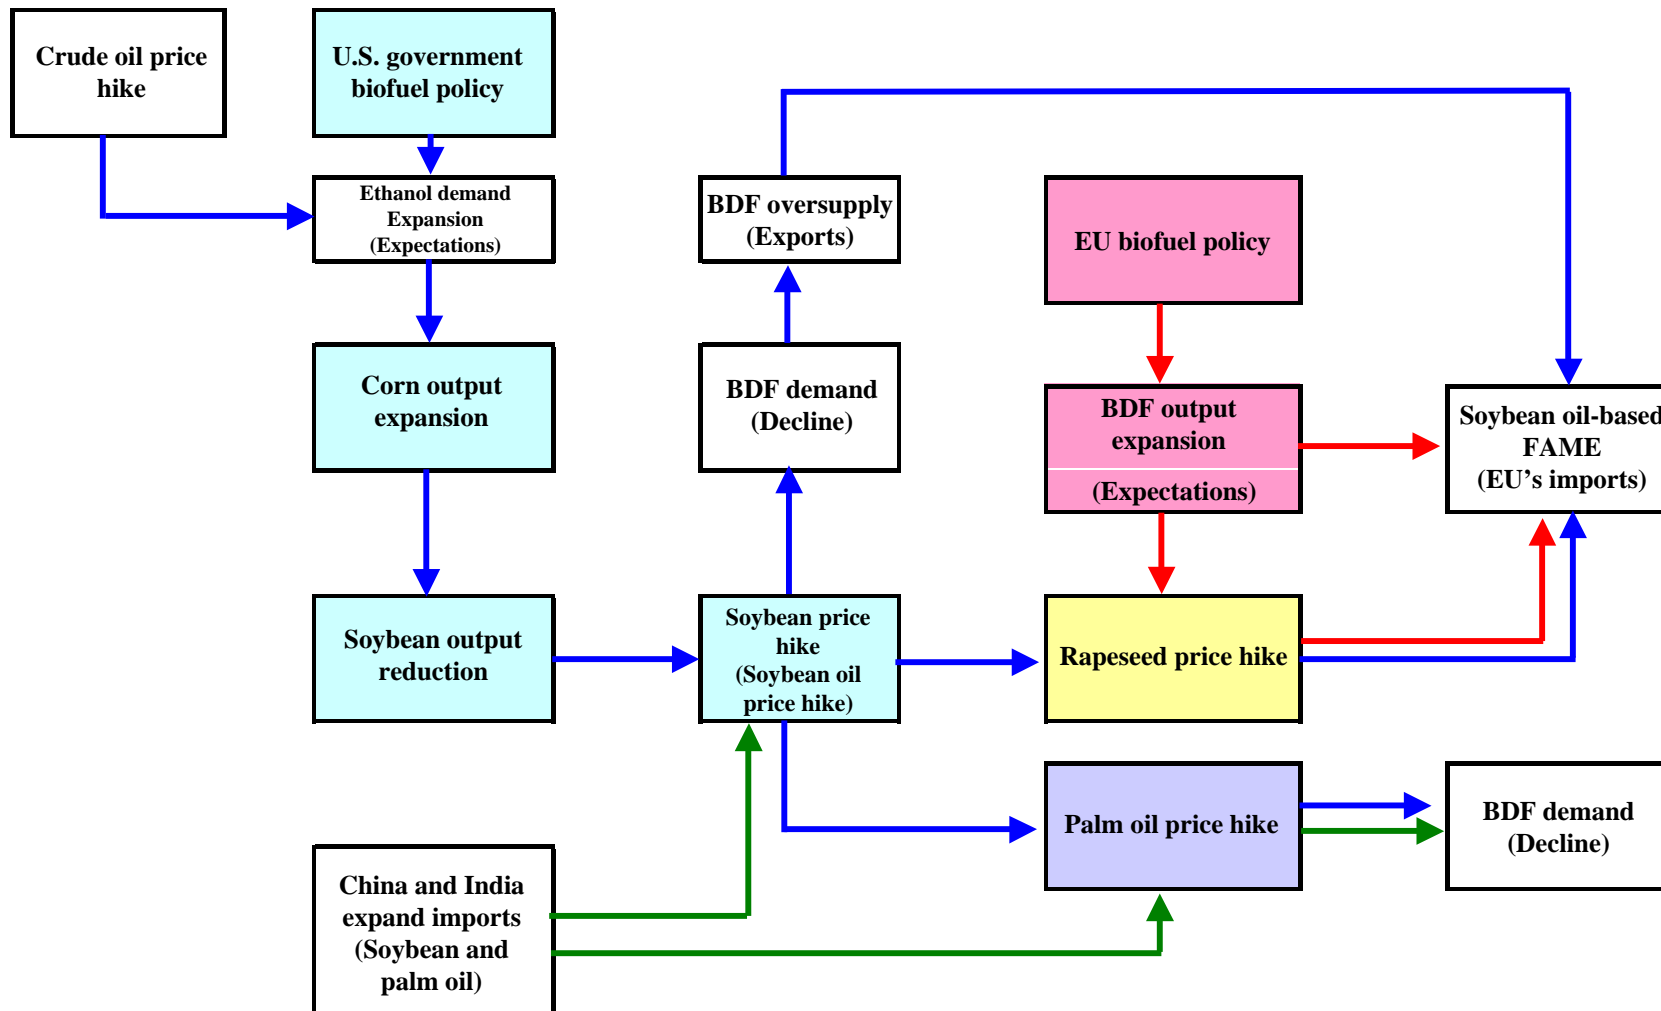 Crude oil price
hike
U.S. government
biofuel policy
Ethanol demand
Expansion
(Expectations)
BDF oversupply
(Exports)
EU biofuel policy
Corn output
expansion
BDF demand
(Decline)
BDF output
expansion
(Expectations)
Soybean oil-based
FAME
(EU’s imports)
Soybean output
reduction
Soybean price
hike
(Soybean oil
price hike)
Rapeseed price hike
Palm oil price hike
BDF demand
(Decline)
China and India
expand imports
(Soybean and
palm oil)